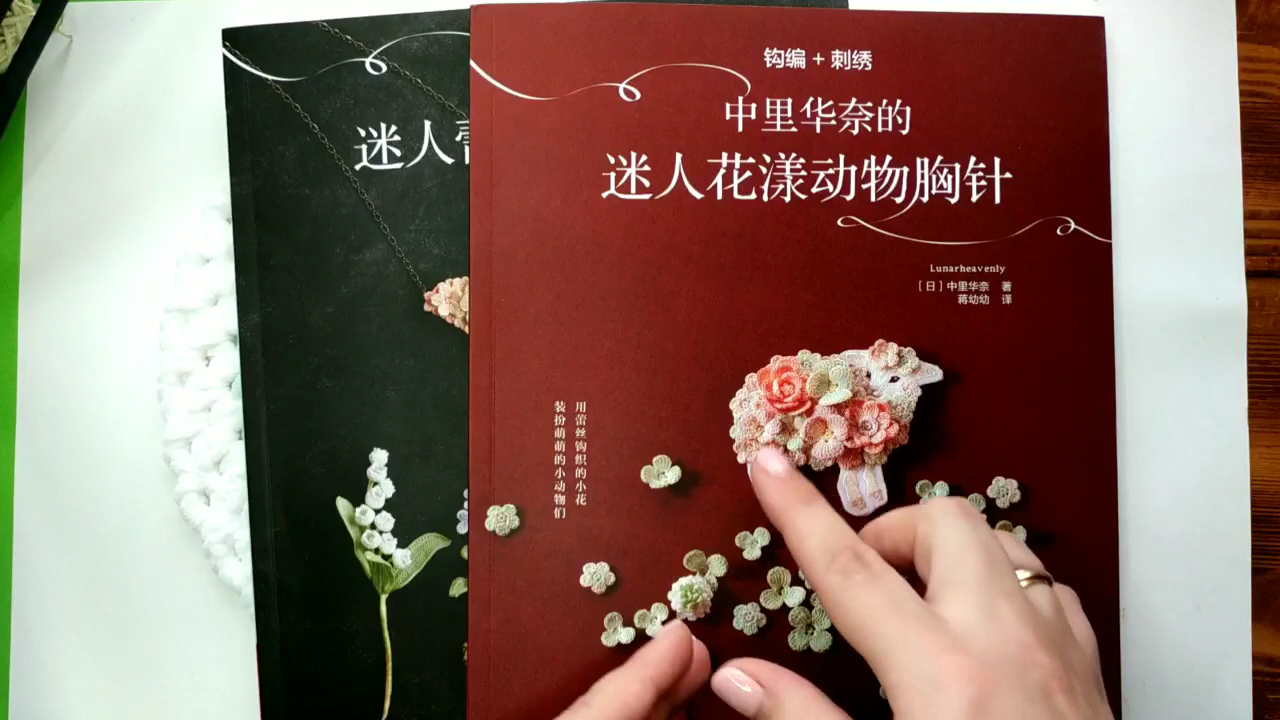 迷人
钩编 + 刺绣
中里华奈的
迷人花漾动物胸针
Lunarheavenly
[日] 中里华奈 著
蒋幼幼 译
用蕾丝钩织的小花
装扮萌萌的小动物们